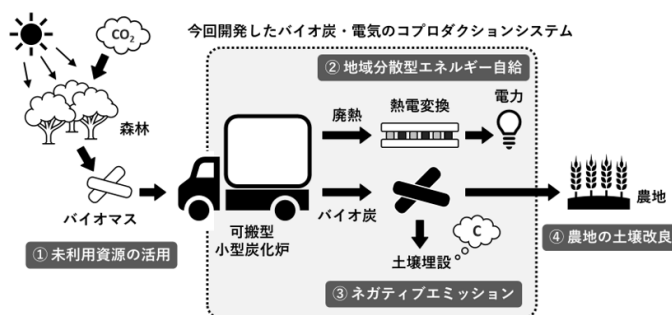 今回開発したバイオ炭・電気のコプロダクションシステム
CO2
② 地域分散型エネルギー自給
森林
廃熱
熱電変換
電力
バイオマス
可搬型
小型炭化炉
バイオ炭
農地
C
① 未利用資源の活用
土壌埋設
④ 農地の土壌改良
③ ネガティブエミッション